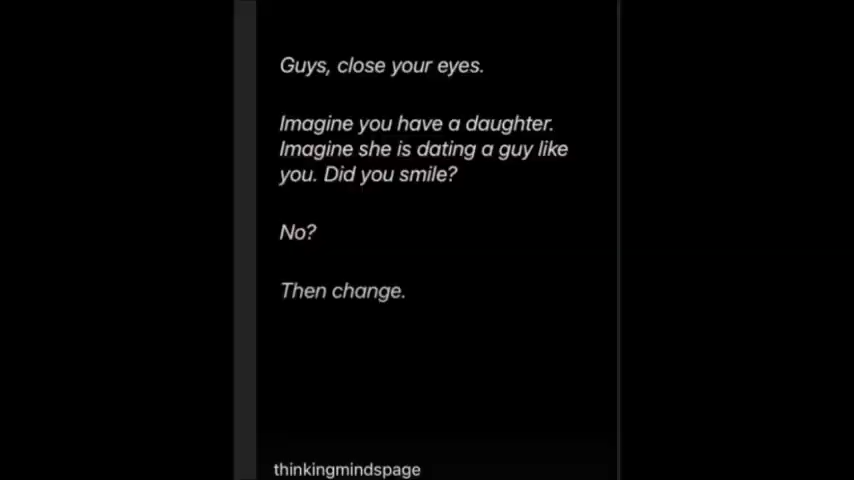 Guys, close your eyes.
Imagine you have a daughter.
Imagine she is dating a guy like
you. Did you smile?
No?
Then change.
thinkingmindspage